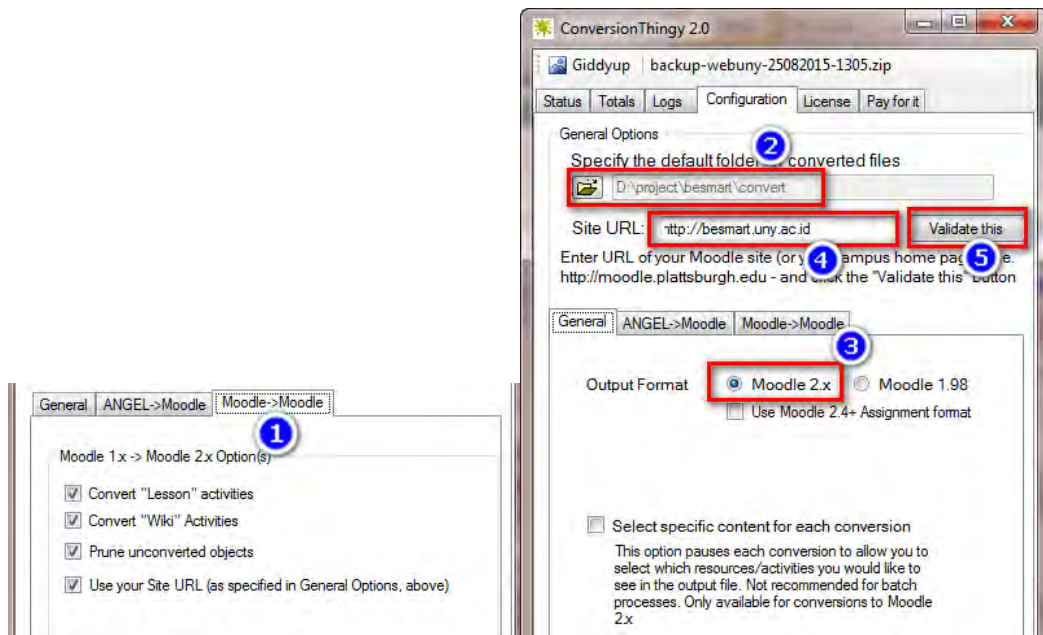 General ANGEL->Moodle Moodle->Moodle
1
Moodle 1.x -> Moodle 2.x Option(s)
Convert "Lesson" activities
Convert "Wiki" Activities
Prune unconverted objects
Use your Site URL (as specified in General Options, above)
ConversionThingy 2.0
Giddyup backup-webuny-25082015-1305.zip
Status Totals Logs Configuration License Pay for it
General Options
2
Specify the default folder converted files
D:\project\besmart\convert
Site URL: http://besmart.uny.ac.id Validate this
4 5
Enter URL of your Moodle site (or campus home
http://moodle.plattsburgh.edu - and the "Validate this" button
General ANGEL->Moodle Moodle->Moodle
3
Output Format Moodle 2.x Moodle 1.98
Use Moodle 2.4+ Assignment format
Select specific content for each conversion
This option pauses each conversion to allow you to
select which resources/activities you would like to
see in the output file. Not recommended for batch
processes. Only available for conversions to Moodle
2.x